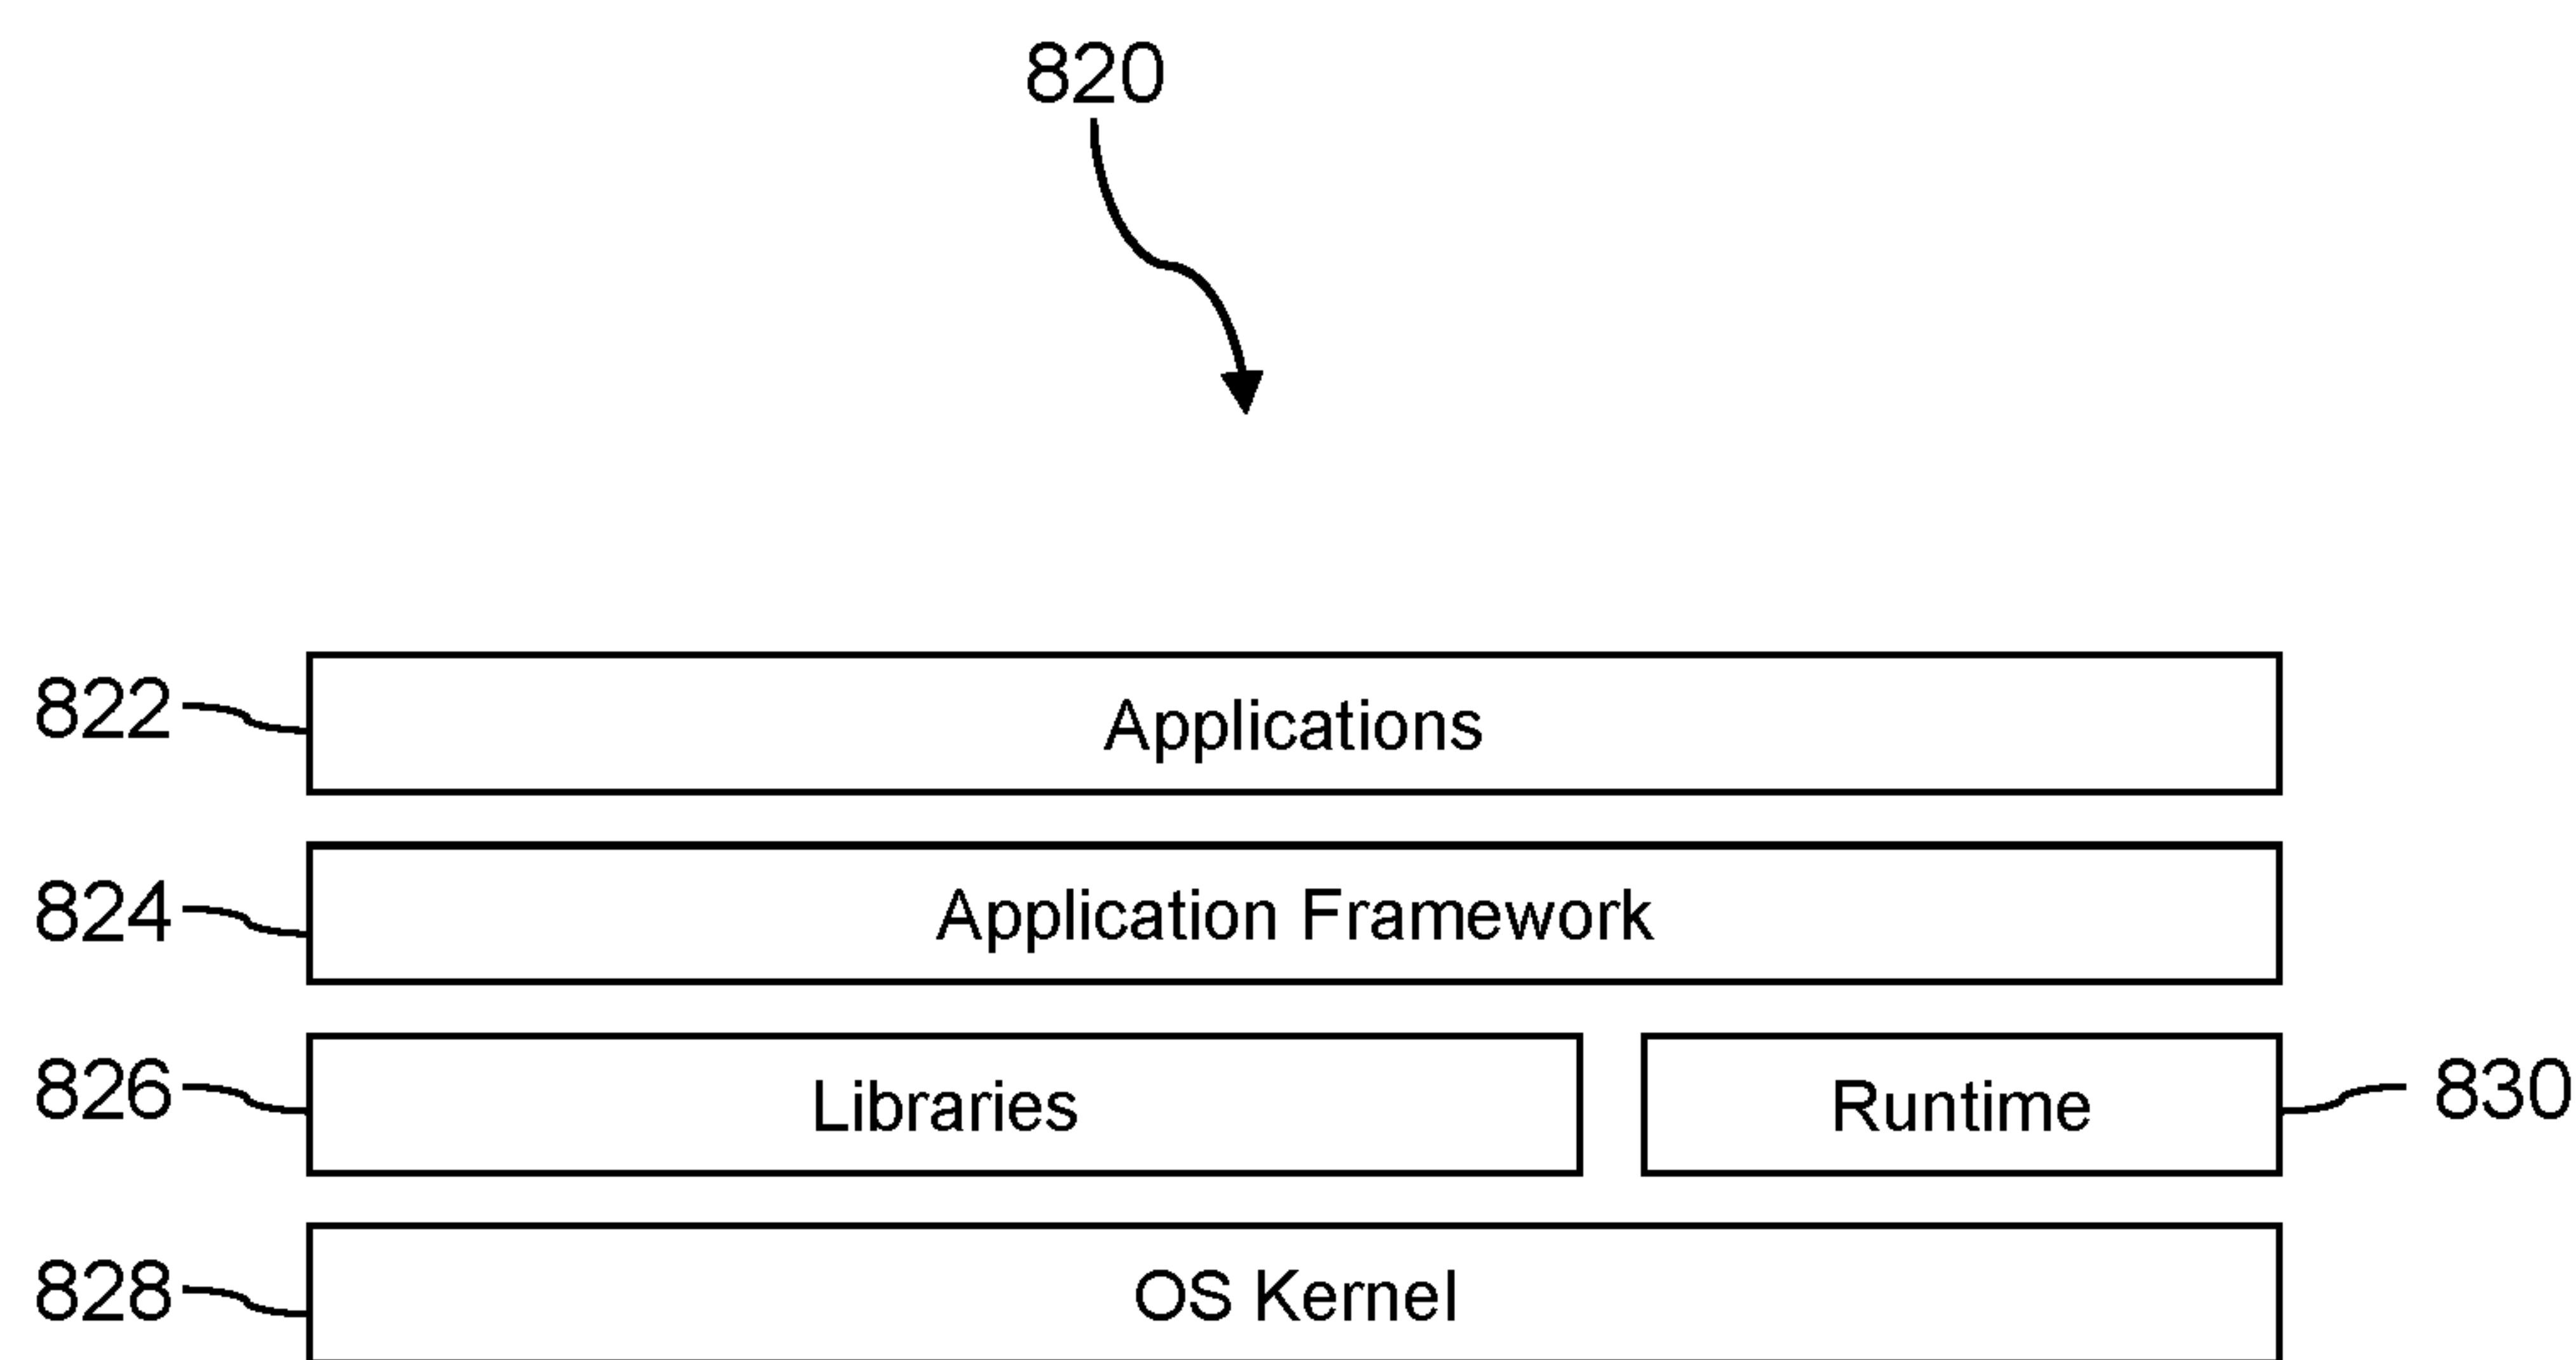 820
822 Applications
824 Application Framework
826 Libraries Runtime 830
828 OS Kernel